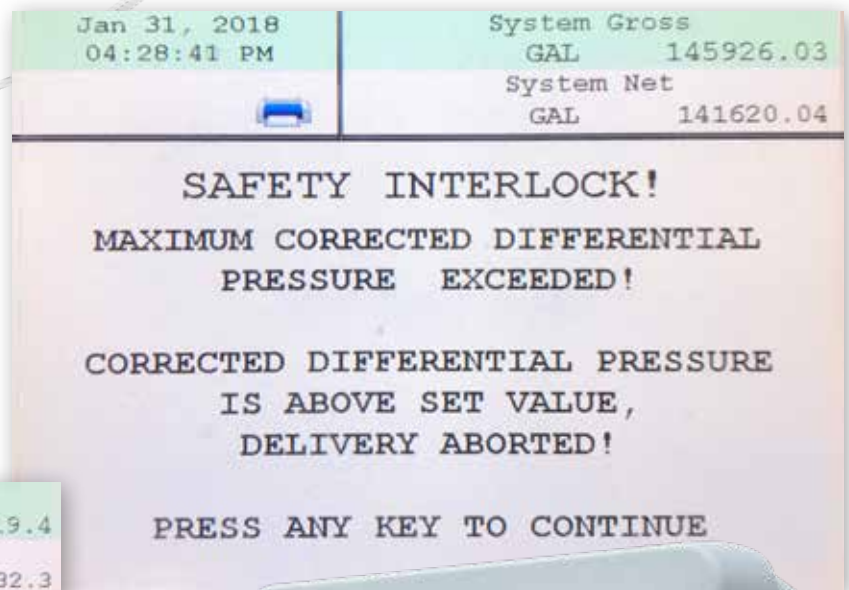 Jan 31, 2018
04:28:41 PM
System Gross
GAL 145926.03
System Net
GAL 141620.04
SAFETY INTERLOCK!
MAXIMUM CORRECTED DIFFERENTIAL
PRESSURE EXCEEDED!
CORRECTED DIFFERENTIAL PRESSURE
IS ABOVE SET VALUE,
DELIVERY ABORTED!
PRESS ANY KEY TO CONTINUE